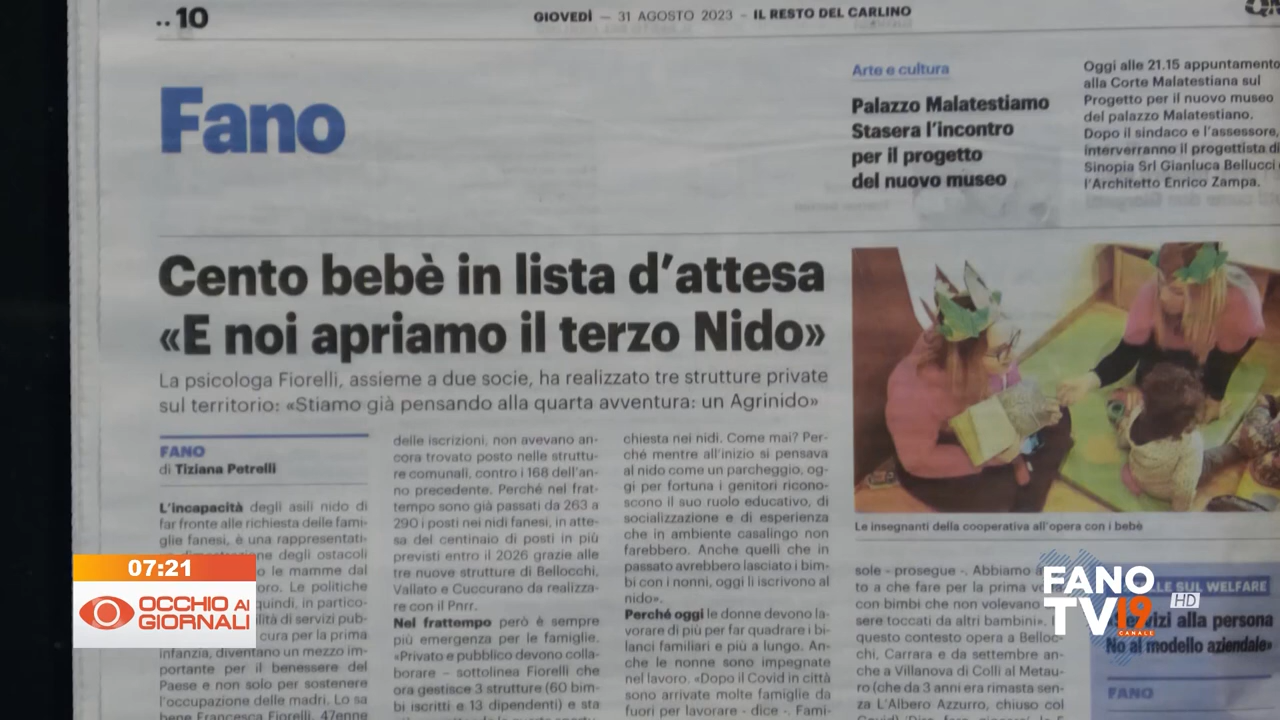 10
GIOVEDÌ — 31 AGOSTO 2023 – IL RESTO DEL CARLINO
Fano
Arte e cultura
Palazzo Malatestiamo
Stasera l'incontro
per il progetto
del nuovo museo
Oggi alle 21.15 appuntamento
alla Corte Malatestiana sul
Progetto per il nuovo museo
del palazzo Malatestiano.
Dopo il sindaco e l'assessore,
interverranno il progettista di
Sinopia Srl Gianluca Bellucci
l'Architetto Enrico Zampa.
Cento bebè in lista d'attesa
«E noi apriamo il terzo Nido»
La psicologa Fiorelli, assieme a due socie, ha realizzato tre strutture private
sul territorio: «Stiamo già pensando alla quarta avventura: un Agrinido»
FANO
di Tiziana Petrelli
L'incapacità degli asili nido di
far fronte alle richiesta delle fami-
glie fanesi, è una rappresentati-
degli ostacoli
le mamme dal
Le politiche
quindi, in partico-
di servizi pub-
cura per la prima
infanzia, diventano un mezzo im-
portante per il benessere del
Paese e non solo per sostenere
l'occupazione delle madri. Lo sa
bene Francesca Fiorelli, 47enne
delle iscrizioni, non avevano an-
cora trovato posto nelle struttu-
re comunali, contro i 168 dell'an-
no precedente. Perché nel frat-
tempo sono già passati da 263 a
290 i posti nei nidi fanesi, in atte-
sa del centinaio di posti in più
previsti entro il 2026 grazie alle
tre nuove strutture di Bellocchi,
Vallato e Cuccurano da realizza-
re con il Pnrr.
Nel frattempo però è sempre
più emergenza per le famiglie.
«Privato e pubblico devono colla-
borare – sottolinea Fiorelli che
ora gestisce 3 strutture (60 bim-
bi iscritti e 13 dipendenti) e sta
chiesta nei nidi. Come mai? Per-
ché mentre all'inizio si pensava
al nido come un parcheggio, og-
gi per fortuna i genitori ricono-
scono il suo ruolo educativo, di
socializzazione e di esperienza
che in ambiente casalingo non
farebbero. Anche quelli che in
passato avrebbero lasciato i bim-
bi con i nonni, oggi li iscrivono al
nido».
Perché oggi le donne devono la-
vorare di più per far quadrare i bi-
lanci familiari e più a lungo. An-
che le nonne sono impegnate
nel lavoro. «Dopo il Covid in città
sono arrivate molte famiglie da
fuori per lavorare - dice -. Fami-
Le insegnanti della cooperativa all'opera con i bebè
sole - prosegue -. Abbiamo
to a che fare per la prima
con bimbi che non volevano
sere toccati da altri bambini».
questo contesto opera a Belloc-
chi, Carrara e da settembre an-
che a Villanova di Colli al Metau-
ro (che da 3 anni era rimasta sen-
za L'Albero Azzurro, chiuso col
SUL WELFARE
alla persona
No al modello aziendale»
FANO
07:21
OCCHIO AI
GIORNALI
FANO
TV19 HD
CANALE